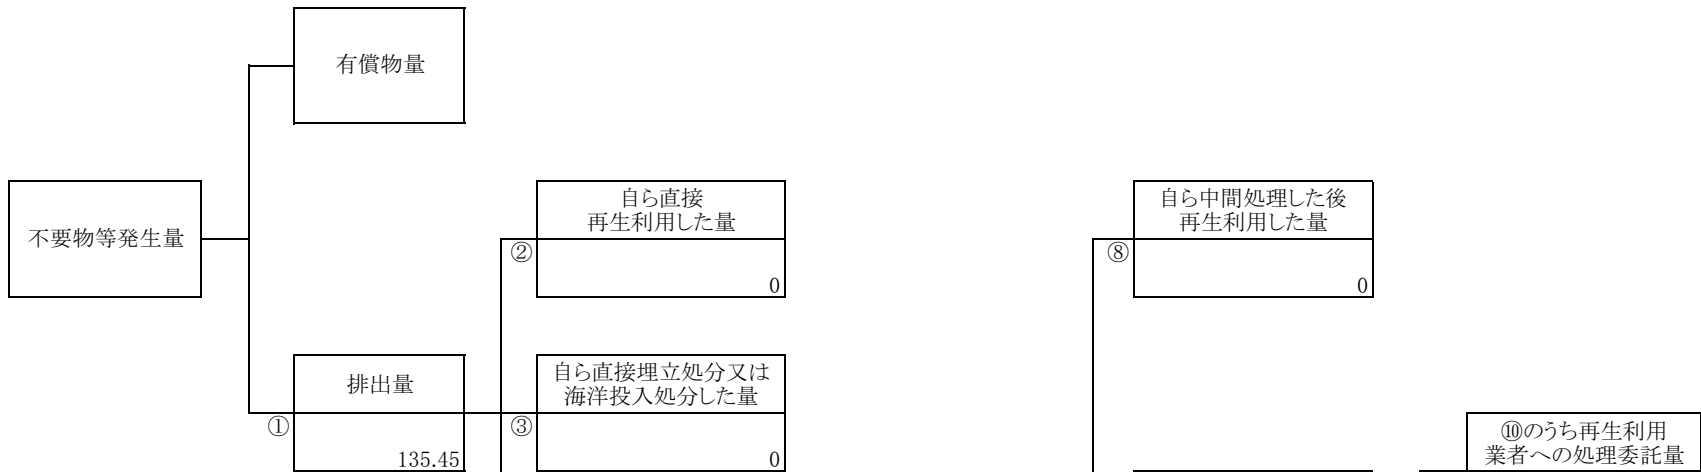 有償物量
不要物等発生量
自ら直接
再生利用した量
②
0
自ら中間処理した後
再生利用した量
⑧
0
排出量
①
135.45
自ら直接埋立処分又は
海洋投入処分した量
③
0
⑩のうち再生利用
業者への処理委託量